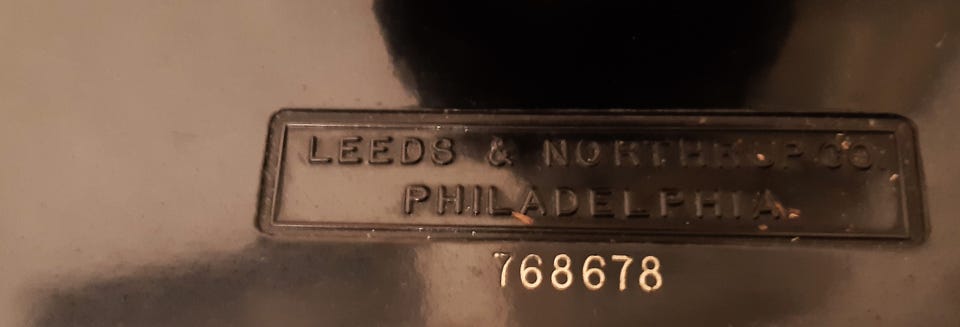 LEEDS & NORTHRUP CO.
PHILADELPHIA
768678